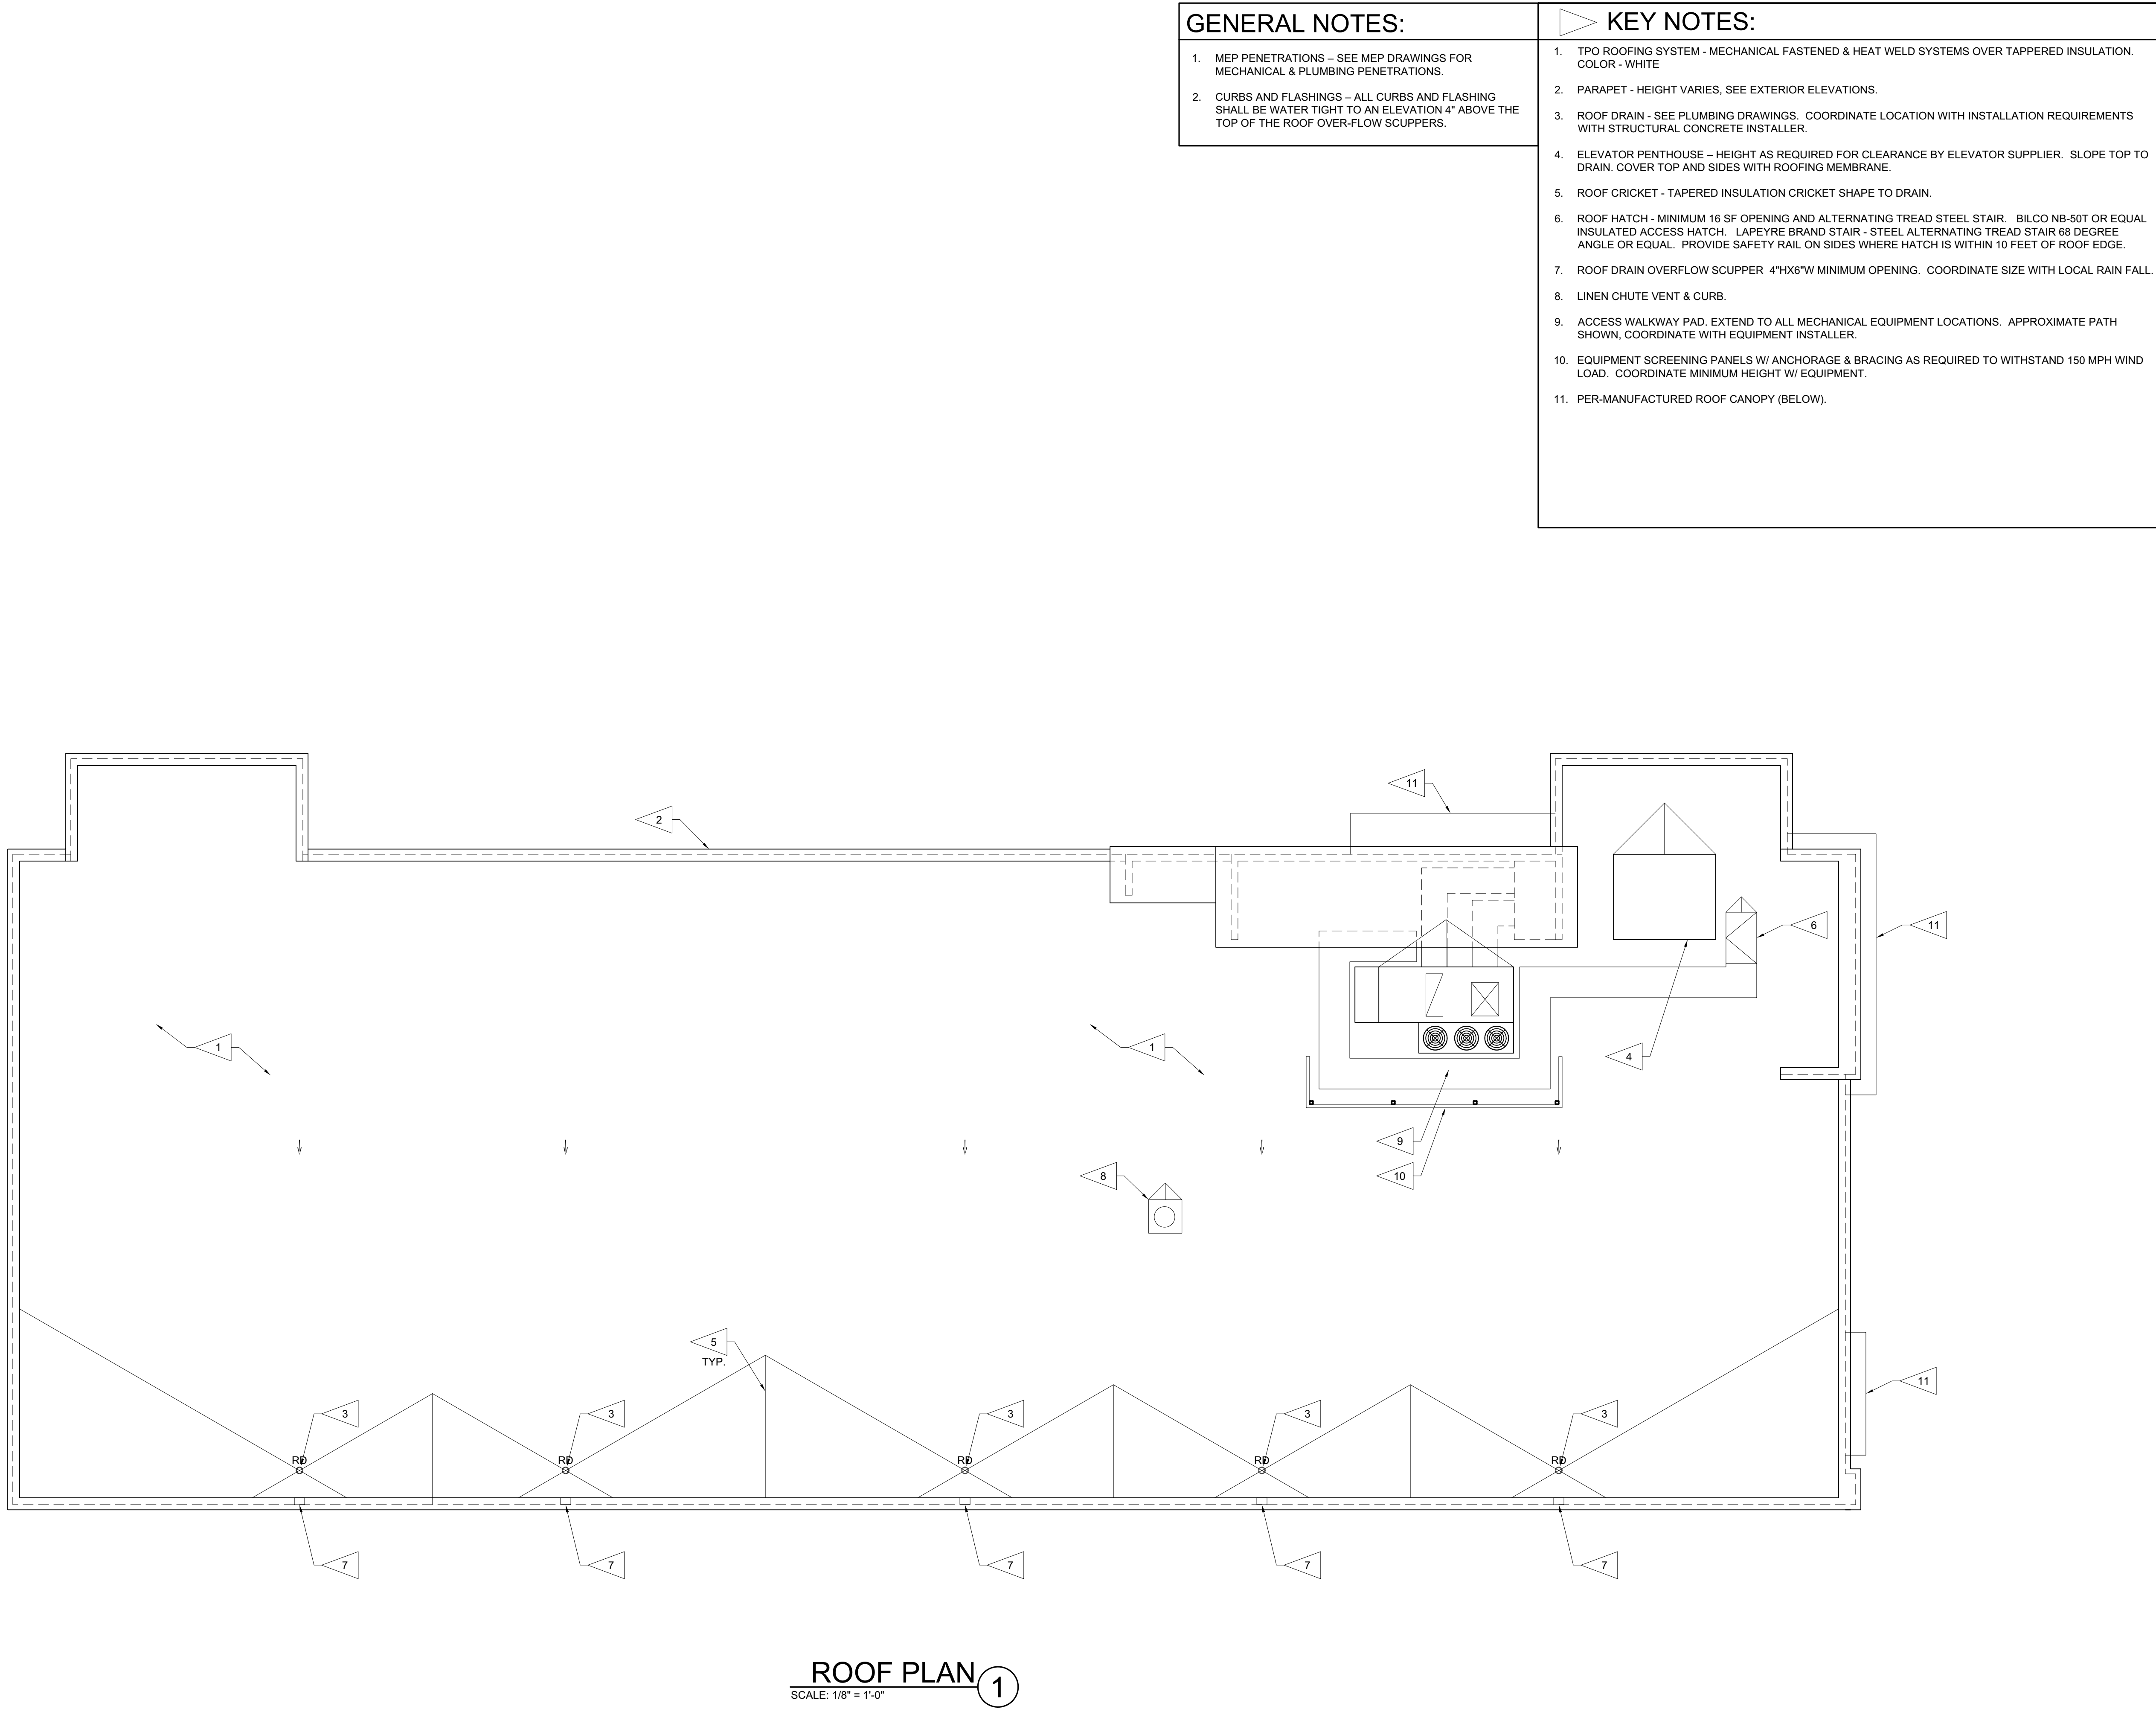 GENERAL NOTES:
1. MEP PENETRATIONS – SEE MEP DRAWINGS FOR
MECHANICAL & PLUMBING PENETRATIONS.
2. CURBS AND FLASHINGS – ALL CURBS AND FLASHING
SHALL BE WATER TIGHT TO AN ELEVATION 4" ABOVE THE
TOP OF THE ROOF OVER-FLOW SCUPPERS.
KEY NOTES:
1. TPO ROOFING SYSTEM - MECHANICAL FASTENED & HEAT WELD SYSTEMS OVER TAPPERED INSULATION.
COLOR - WHITE
2. PARAPET - HEIGHT VARIES, SEE EXTERIOR ELEVATIONS.
3. ROOF DRAIN - SEE PLUMBING DRAWINGS. COORDINATE LOCATION WITH INSTALLATION REQUIREMENTS
WITH STRUCTURAL CONCRETE INSTALLER.
4. ELEVATOR PENTHOUSE – HEIGHT AS REQUIRED FOR CLEARANCE BY ELEVATOR SUPPLIER. SLOPE TOP TO
DRAIN. COVER TOP AND SIDES WITH ROOFING MEMBRANE.
5. ROOF CRICKET - TAPERED INSULATION CRICKET SHAPE TO DRAIN.
6. ROOF HATCH - MINIMUM 16 SF OPENING AND ALTERNATING TREAD STEEL STAIR. BILCO NB-50T OR EQUAL
INSULATED ACCESS HATCH. LAPEYRE BRAND STAIR - STEEL ALTERNATING TREAD STAIR 68 DEGREE
ANGLE OR EQUAL. PROVIDE SAFETY RAIL ON SIDES WHERE HATCH IS WITHIN 10 FEET OF ROOF EDGE.
7. ROOF DRAIN OVERFLOW SCUPPER 4"HX6"W MINIMUM OPENING. COORDINATE SIZE WITH LOCAL RAIN FALL.
8. LINEN CHUTE VENT & CURB.
9. ACCESS WALKWAY PAD. EXTEND TO ALL MECHANICAL EQUIPMENT LOCATIONS. APPROXIMATE PATH
SHOWN, COORDINATE WITH EQUIPMENT INSTALLER.
10. EQUIPMENT SCREENING PANELS W/ ANCHORAGE & BRACING AS REQUIRED TO WITHSTAND 150 MPH WIND
LOAD. COORDINATE MINIMUM HEIGHT W/ EQUIPMENT.
11. PER-MANUFACTURED ROOF CANOPY (BELOW).
11
2
6
11
1
1
4
9
10
8
5
TYP.
11
3
3
3
3
3
RD
RD
RD
RD
RD
7
7
7
7
7
ROOF PLAN
1
SCALE: 1/8" = 1'-0"